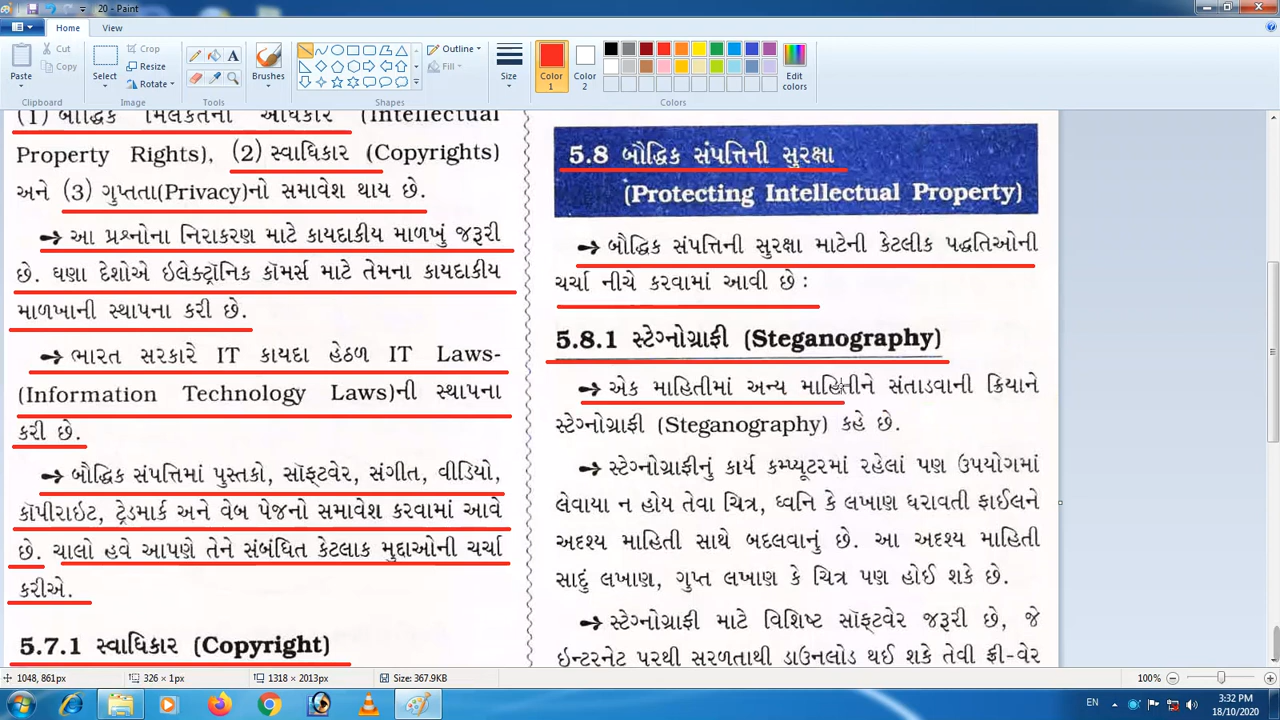 20 - Paint
Home
View
Paste
Cut
Copy
Clipboard
Select
Crop
Resize
Rotate
Image
Tools
Brushes
Outline
Fill
Shapes
Size
Color 1
Color 2
Edit colors
Colors
(1) બૌદ્ધિક મિલકતના અધિકાર (Intellectual
Property Rights), (2) સ્વાધિકાર (Copyrights)
અને (3) ગુપ્તતા(Privacy)નો સમાવેશ થાય છે.
➻ આ પ્રશ્નોના નિરાકરણ માટે કાયદાકીય માળખું જરૂરી
છે. ઘણા દેશોએ ઇલેક્ટ્રૉનિક કૉમર્સ માટે તેમના કાયદાકીય
માળખાની સ્થાપના કરી છે.
➻ ભારત સરકારે IT કાયદા હેઠળ IT Laws-
(Information Technology Laws)ની સ્થાપના
કરી છે.
➻ બૌદ્ધિક સંપત્તિમાં પુસ્તકો, સૉફ્ટવેર, સંગીત, વીડિયો,
કૉપીરાઇટ, ટ્રેડમાર્ક અને વેબ પેજનો સમાવેશ કરવામાં આવે
છે. ચાલો હવે આપણે તેને સંબંધિત કેટલાક મુદ્દાઓની ચર્ચા
કરીએ.
5.7.1 સ્વાધિકાર (Copyright)
5.8 બૌદ્ધિક સંપત્તિની સુરક્ષા
(Protecting Intellectual Property)
➻ બૌદ્ધિક સંપત્તિની સુરક્ષા માટેની કેટલીક પદ્ધતિઓની
ચર્ચા નીચે કરવામાં આવી છે :
5.8.1 સ્ટેગ્નોગ્રાફી (Steganography)
➻ એક માહિતીમાં અન્ય માહિતીને સંતાડવાની ક્રિયાને
સ્ટેગ્નોગ્રાફી (Steganography) કહે છે.
➻ સ્ટેગ્નોગ્રાફીનું કાર્ય કમ્પ્યૂટરમાં રહેલાં પણ ઉપયોગમાં
લેવાયા ન હોય તેવા ચિત્ર, ધ્વનિ કે લખાણ ધરાવતી ફાઈલને
અદશ્ય માહિતી સાથે બદલવાનું છે. આ અદશ્ય માહિતી
સાદું લખાણ, ગુપ્ત લખાણ કે ચિત્ર પણ હોઈ શકે છે.
➻ સ્ટેગ્નોગ્રાફી માટે વિશિષ્ટ સૉફ્ટવેર જરૂરી છે, જે
ઇન્ટરનેટ પરથી સરળતાથી ડાઉનલોડ થઈ શકે તેવી ફ્રી-વેર
1048, 861px
326 × 1px
1318 × 2013px
Size: 367.9KB
100%
EN
3:32 PM
18/10/2020